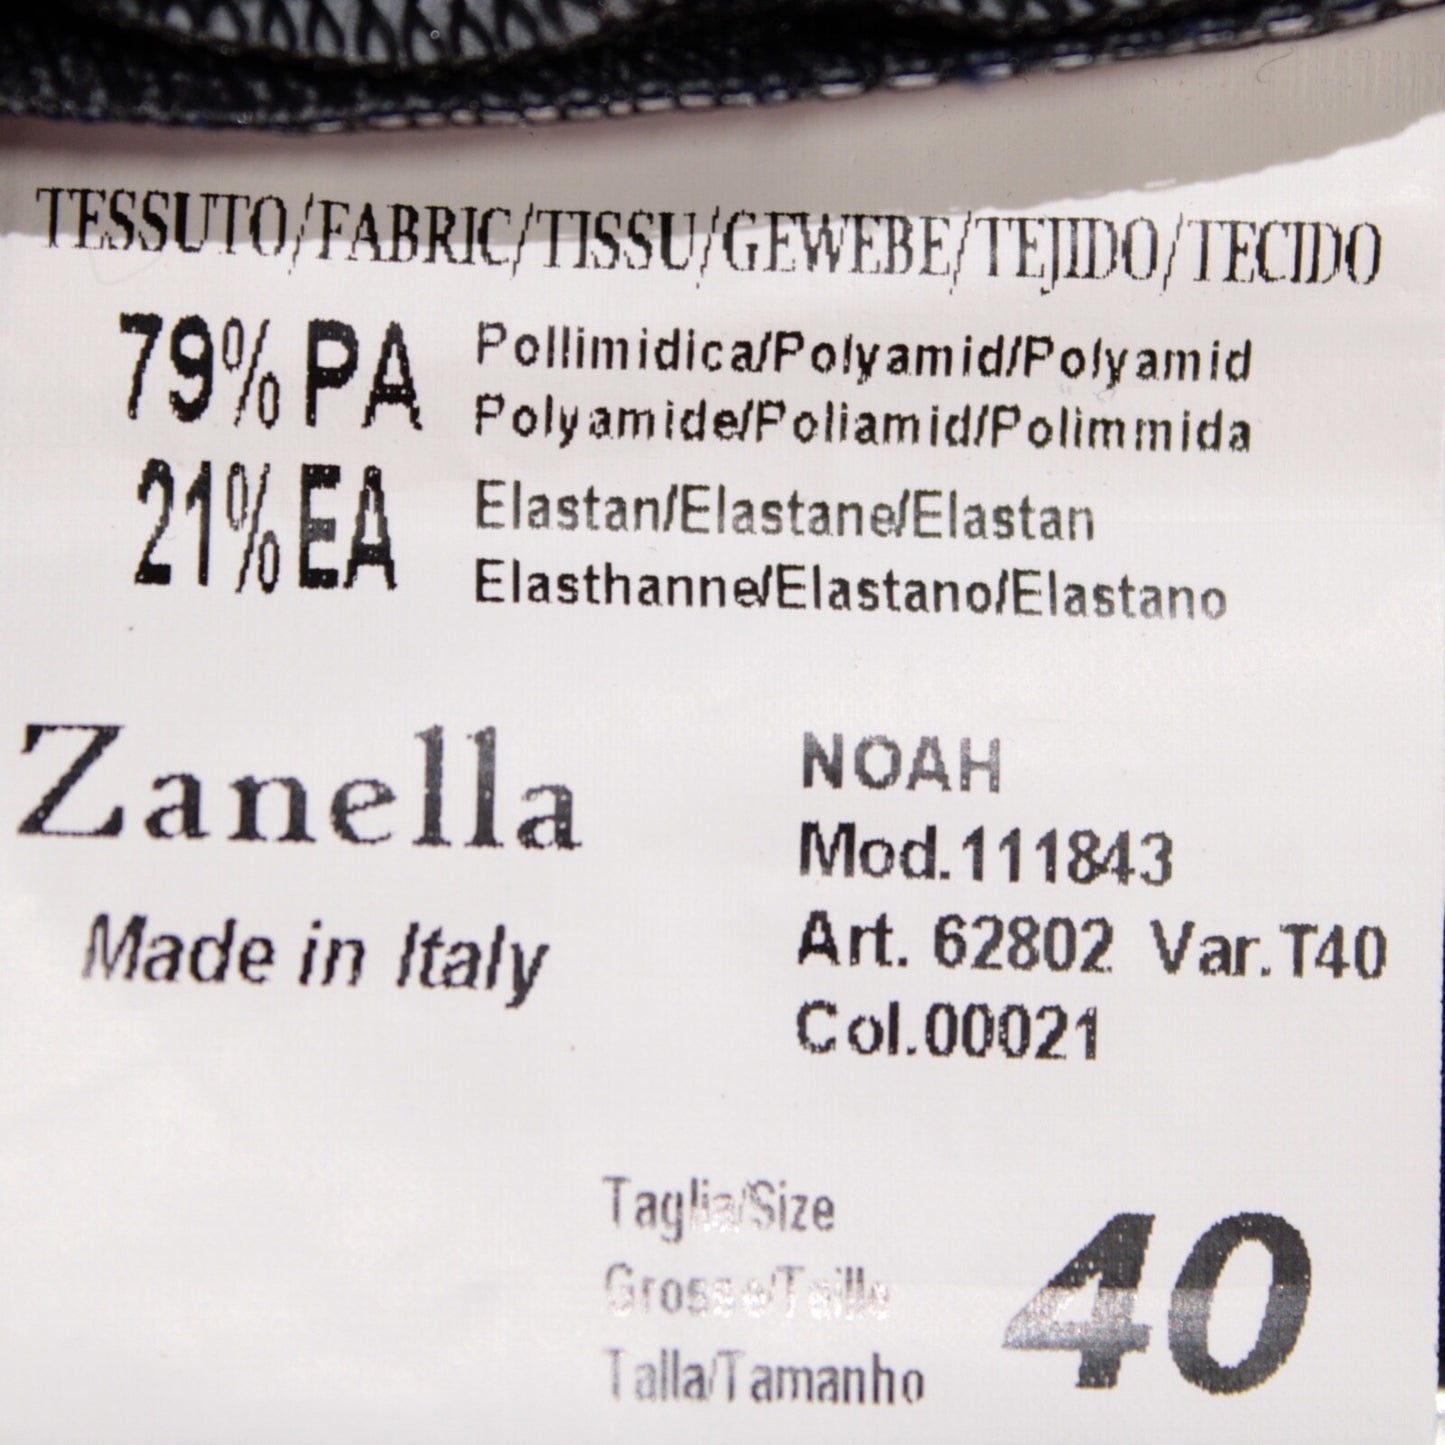 TESSUTO/FABRIC/TISSU/GEWEBE/TEJIDO/TECIDO
79% PA Pollimidica/Polyamid/Polyamid
Polyamide/Poliamid/Polimmida
21% EA Elastan/Elastane/Elastan
Elasthanne/Elastano/Elastano
Zanella
Made in Italy
NOAH
Mod.111843
Art. 62802 Var.T40
Col.00021
Taglia/Size
Grosse/Taille
Talla/Tamanho
40